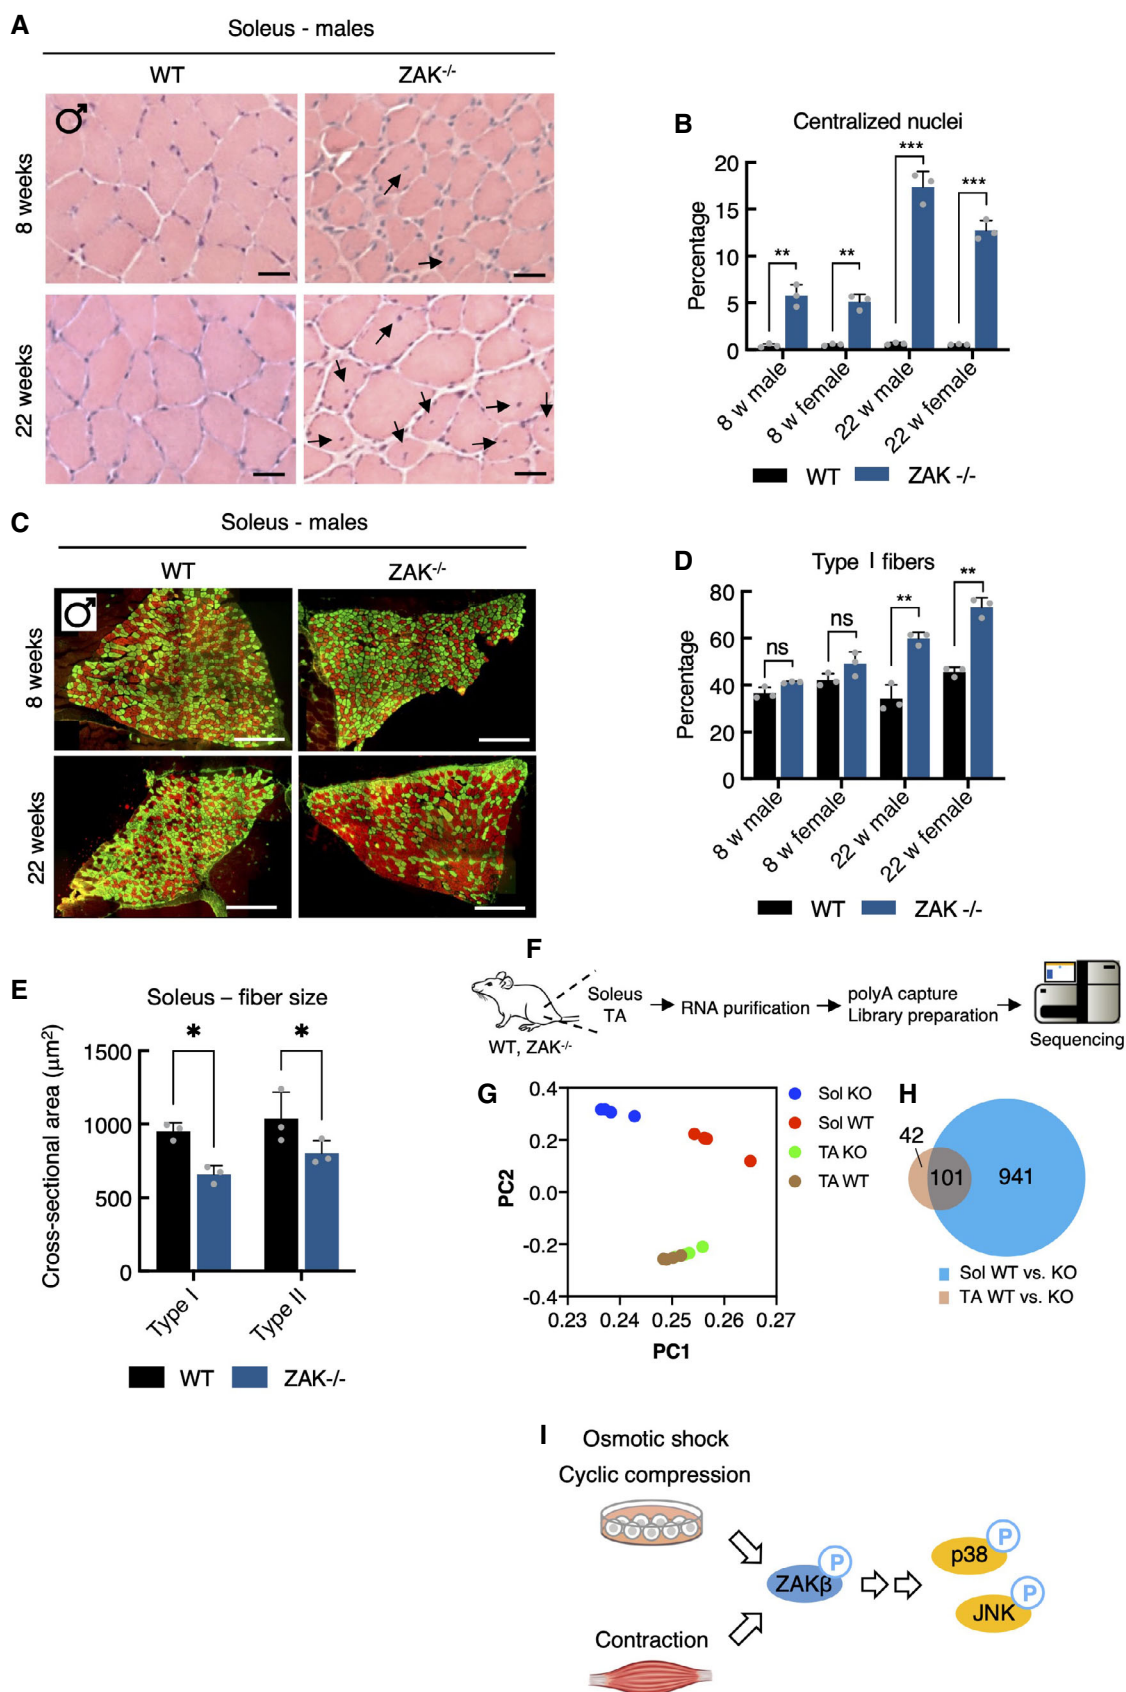 A
Soleus - males
WT
ZAK-/-
8 weeks
22 weeks
B
Centralized nuclei
Percentage
20
15
10
5
0
**
**
***
***
8 w male
8 w female
22 w male
22 w female
WT
ZAK -/-
C
Soleus - males
WT
ZAK-/-
8 weeks
22 weeks
D
Type I fibers
Percentage
80
60
40
20
0
ns
ns
**
**
8 w male
8 w female
22 w male
22 w female
WT
ZAK -/-
E
Soleus – fiber size
Cross-sectional area (μm²)
1500
1000
500
0
*
*
Type I
Type II
WT
ZAK-/-
F
WT, ZAK-/-
Soleus
TA
RNA purification
polyA capture
Library preparation
Sequencing
G
PC2
0.4
0.2
0.0
-0.2
-0.4
0.23
0.24
0.25
0.26
0.27
PC1
Sol KO
Sol WT
TA KO
TA WT
H
42
101
941
Sol WT vs. KO
TA WT vs. KO
I
Osmotic shock
Cyclic compression
Contraction
ZAKβ
P
p38
P
JNK
P